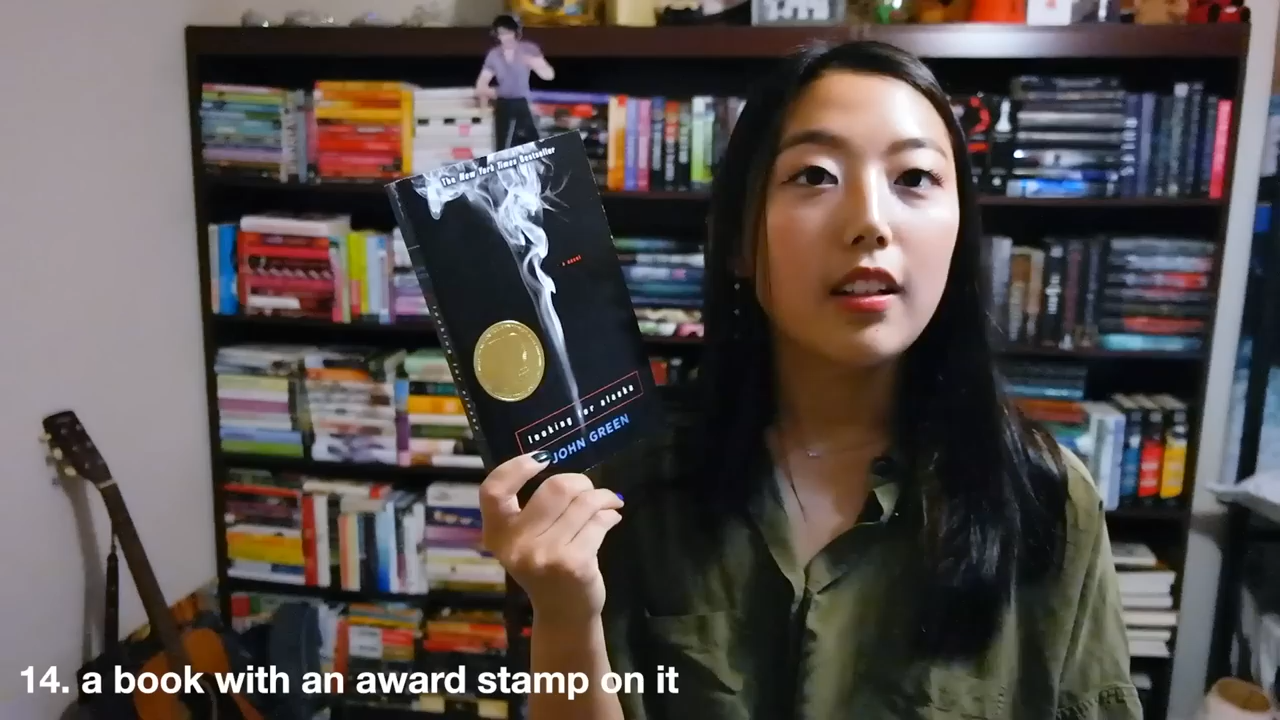 The New York Times Bestseller
a novel
looking for alaska
JOHN GREEN
14. a book with an award stamp on it